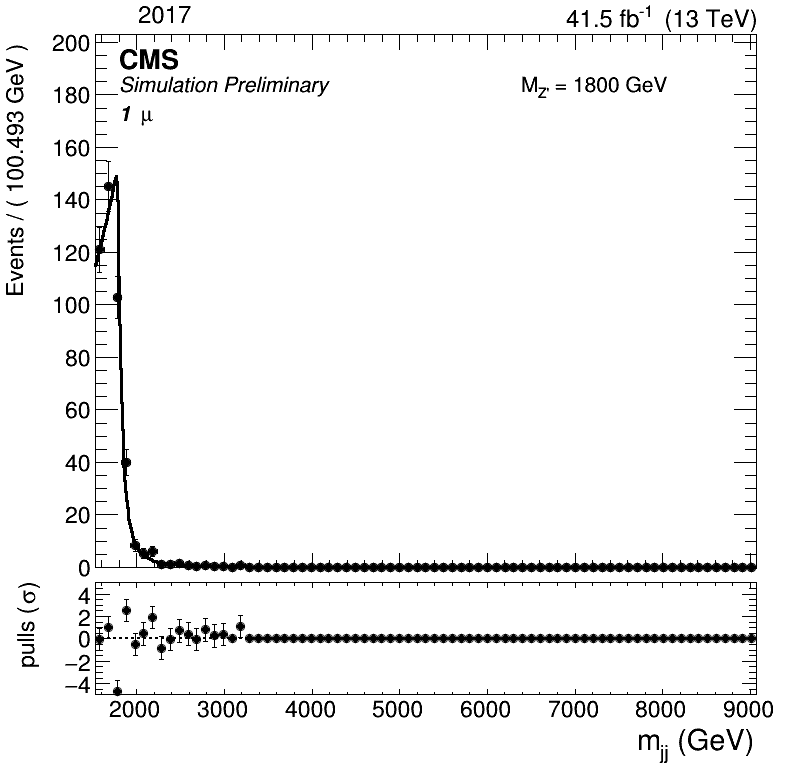 2017 41.5 fb-1 (13 TeV)
CMS
Simulation Preliminary
MZ' = 1800 GeV
1 μ
Events / ( 100.493 GeV )
200
180
160
140
120
100
80
60
40
20
0
pulls (σ)
4
2
0
−2
−4
2000 3000 4000 5000 6000 7000 8000 9000
mjj (GeV)